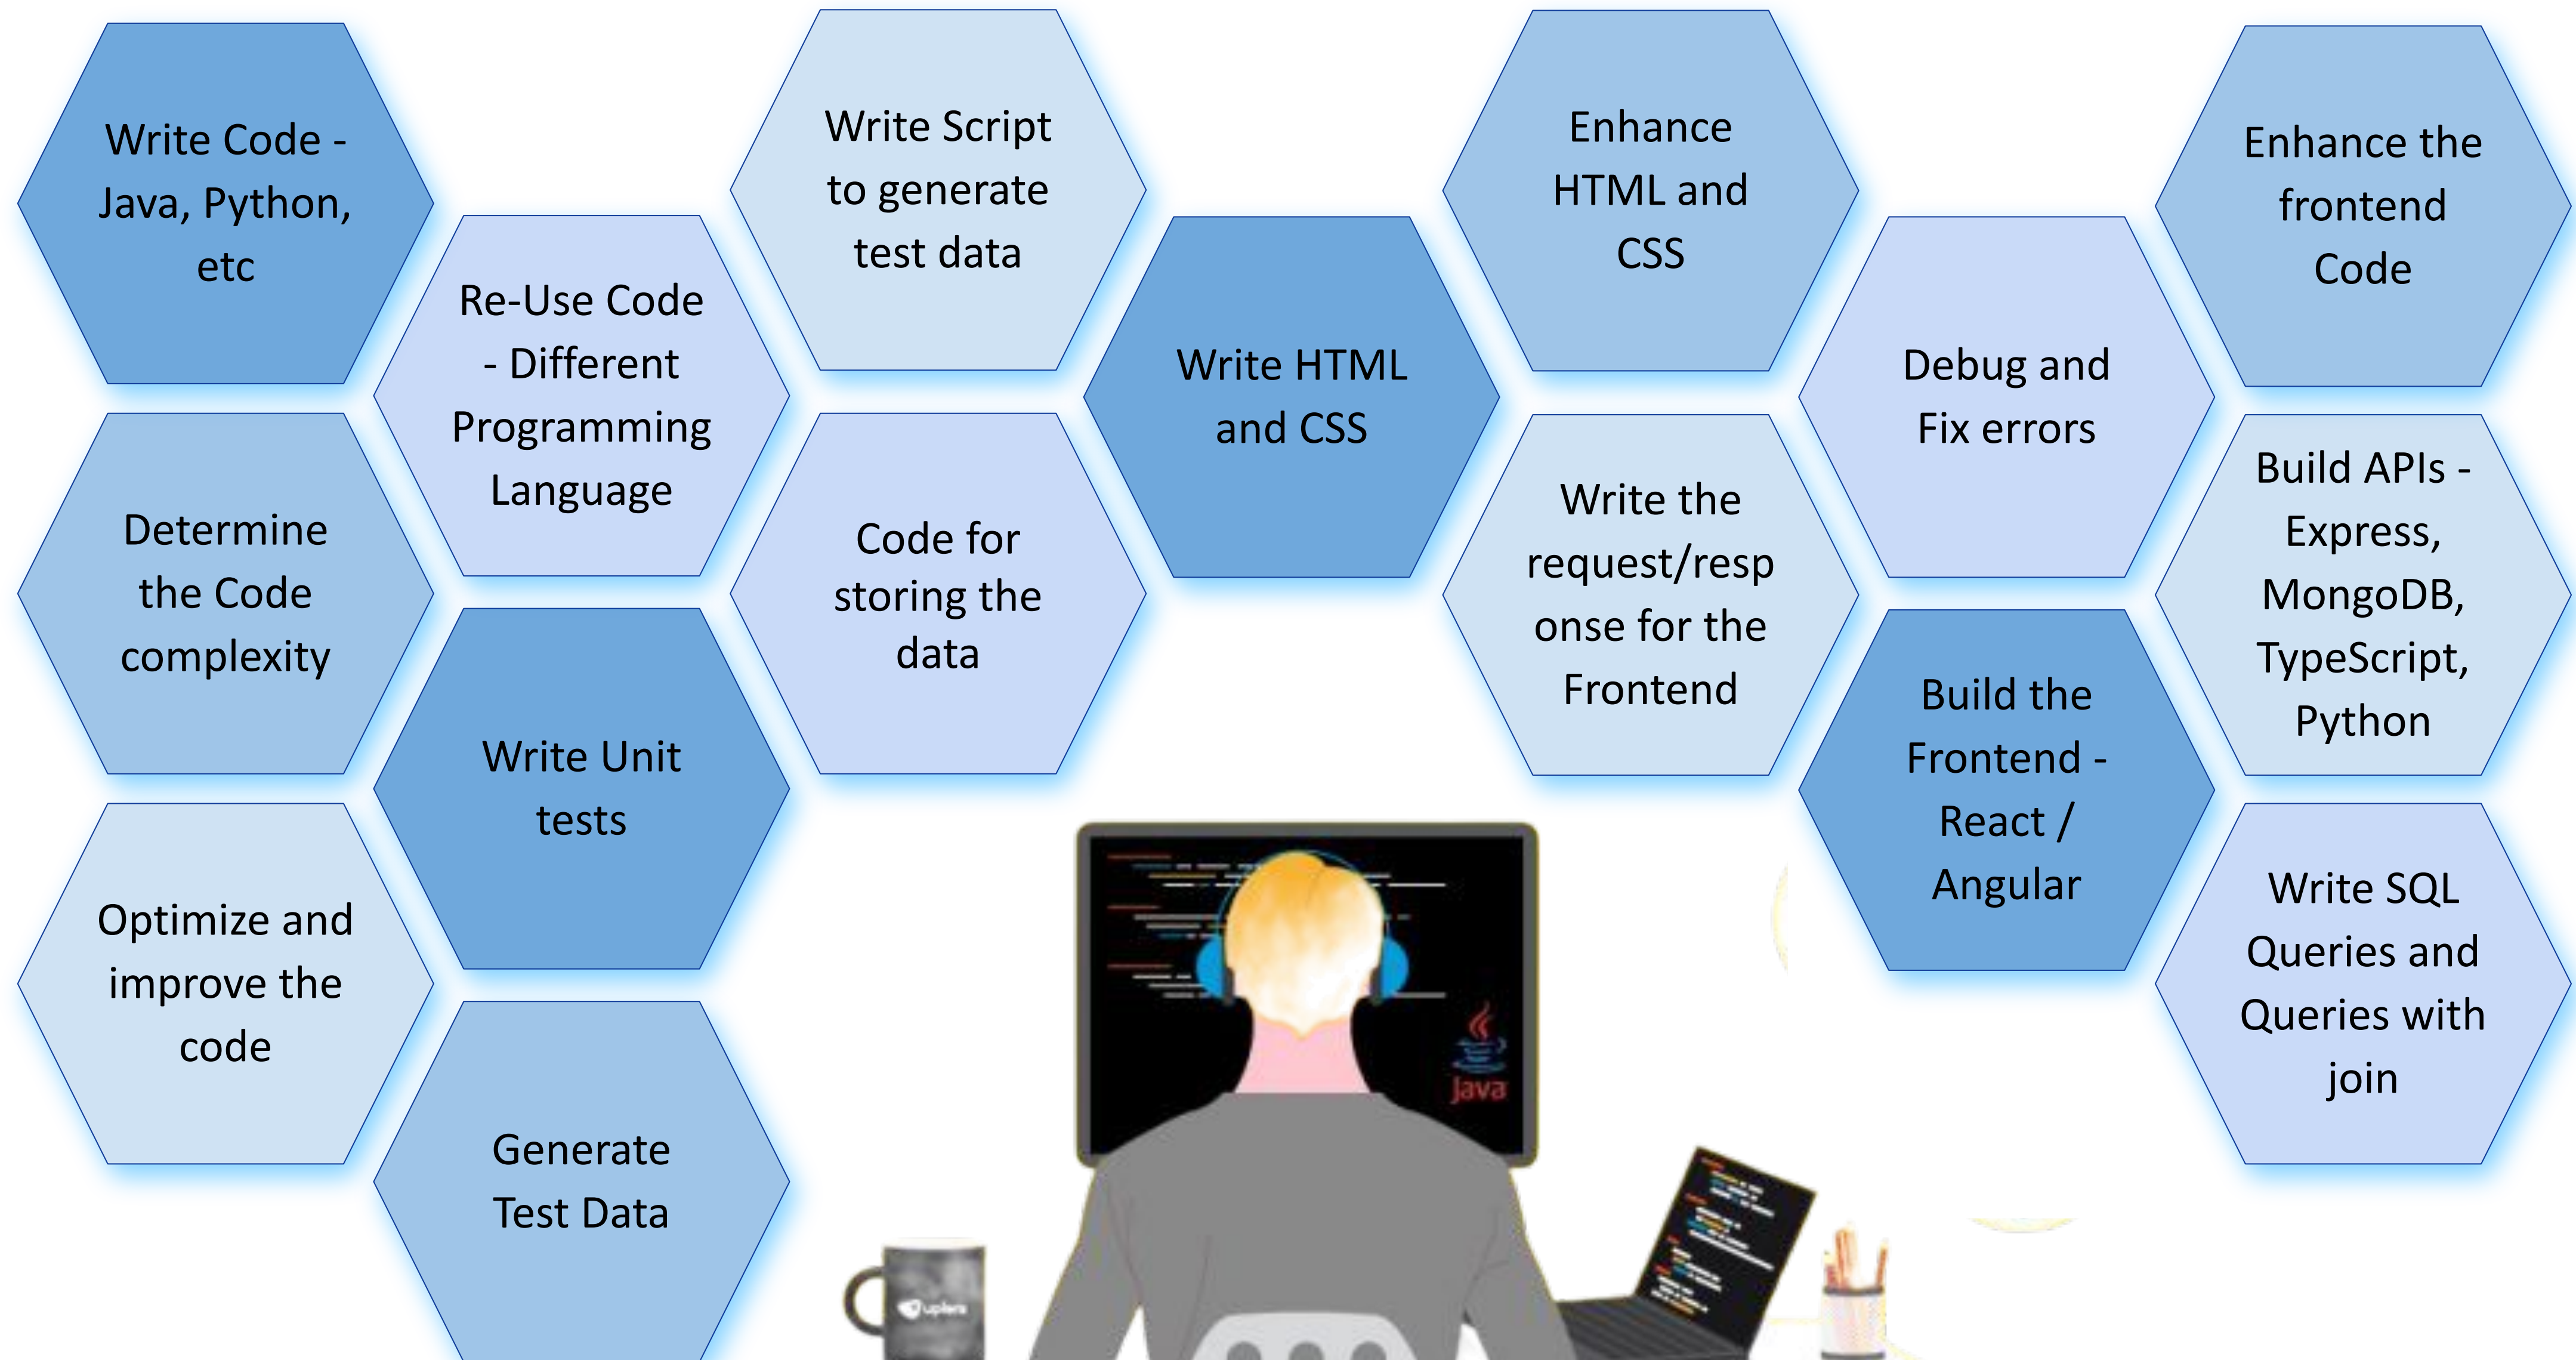 Write Code -
Java, Python,
etc
Determine
the Code
complexity
Optimize and
improve the
code
Re-Use Code
- Different
Programming
Language
Write Unit
tests
Generate
Test Data
Write Script
to generate
test data
Code for
storing the
data
Write HTML
and CSS
Enhance
HTML and
CSS
Write the
request/resp
onse for the
Frontend
Debug and
Fix errors
Build the
Frontend -
React /
Angular
Enhance the
frontend
Code
Build APIs -
Express,
MongoDB,
TypeScript,
Python
Write SQL
Queries and
Queries with
join
java
uplers